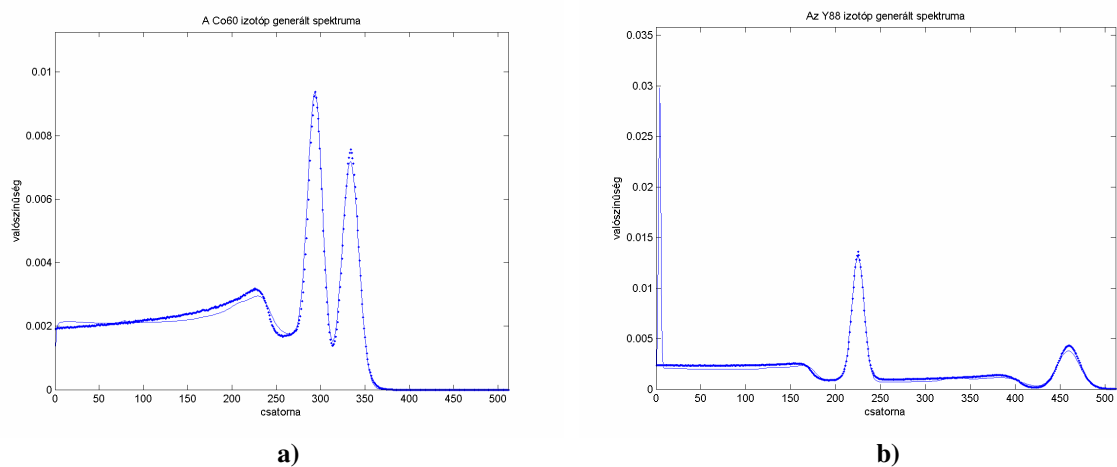 A Co60 izotóp generált spektruma
0.01
0.008
0.006
0.004
0.002
0
valószínűség
0 50 100 150 200 250 300 350 400 450 500
csatorna
a)
Az Y88 izotóp generált spektruma
0.035
0.03
0.025
0.02
0.015
0.01
0.005
0
valószínűség
0 50 100 150 200 250 300 350 400 450 500
csatorna
b)